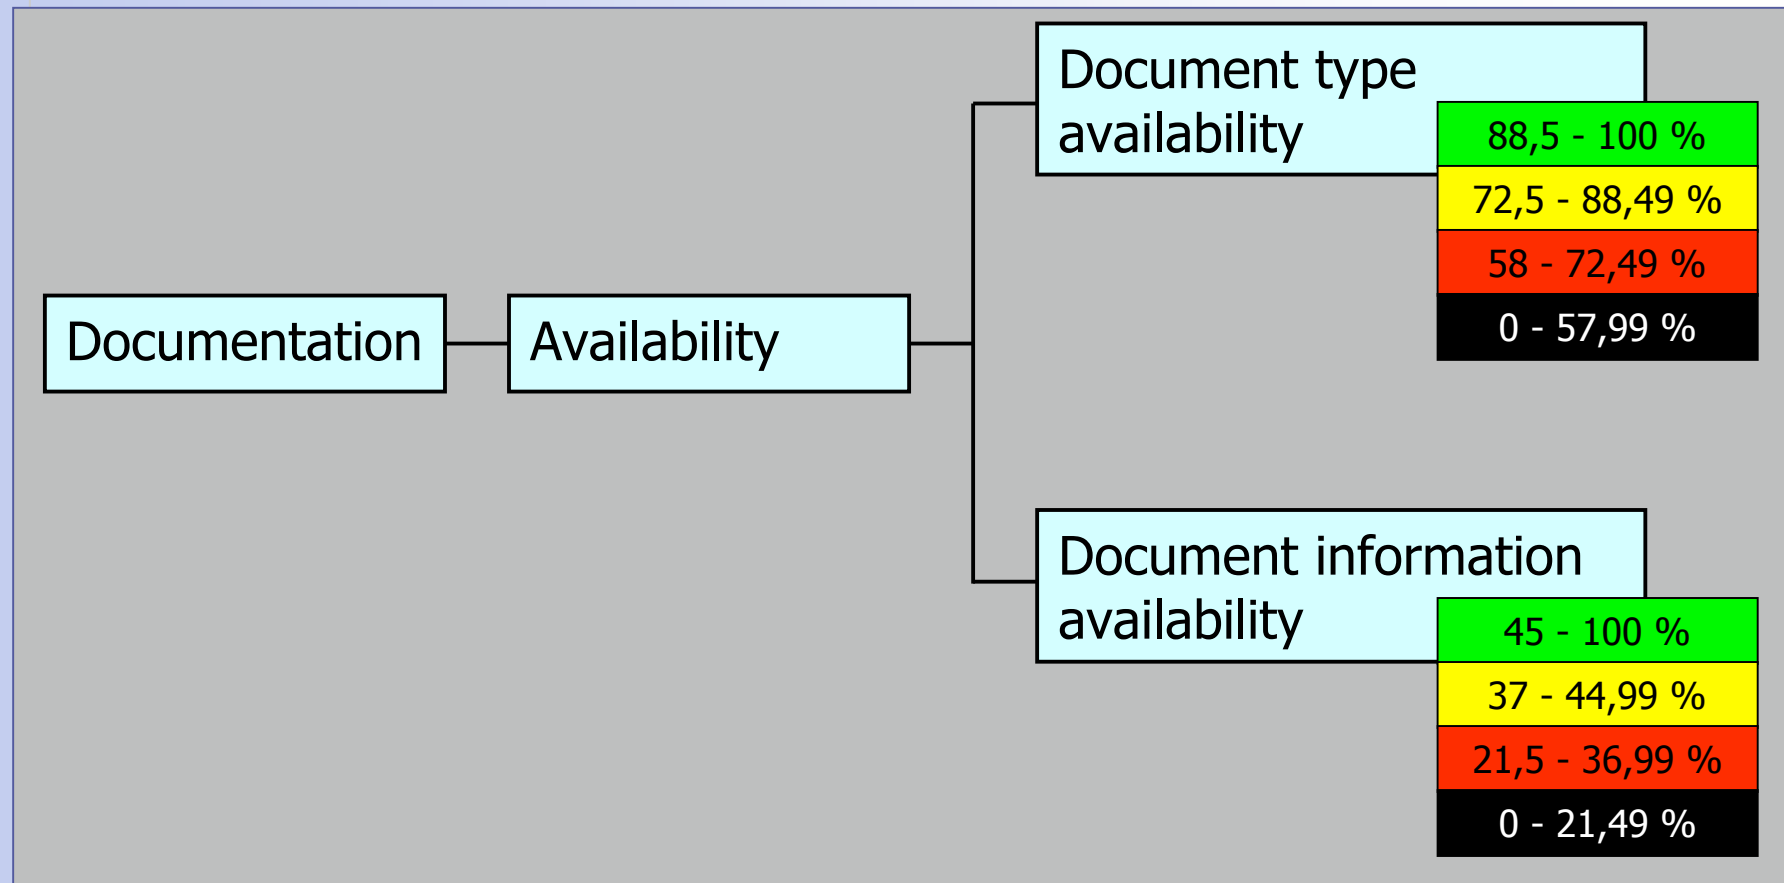 Documentation
Availability
Document type
availability
88,5 - 100 %
72,5 - 88,49 %
58 - 72,49 %
0 - 57,99 %
Document information
availability
45 - 100 %
37 - 44,99 %
21,5 - 36,99 %
0 - 21,49 %